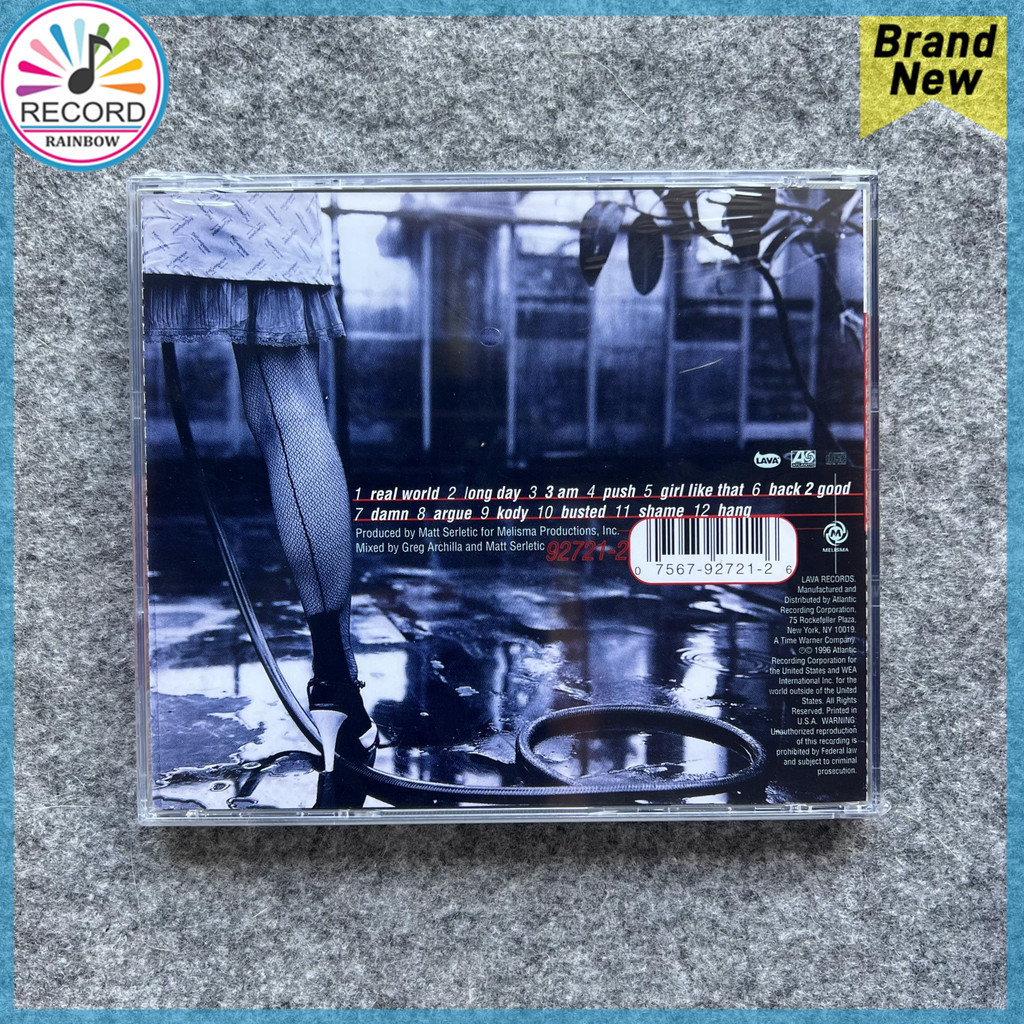 RECORD
RAINBOW
Brand
New
LAVA
ATLANTIC
1 real world 2 long day 3 3 am 4 push 5 girl like that 6 back 2 good
7 damn 8 argue 9 kody 10 busted 11 shame 12 hang
Produced by Matt Serletic for Melisma Productions, Inc.
Mixed by Greg Archilla and Matt Serletic
92721-2
0 7567-92721-2 6
MELISMA
LAVA RECORDS.
Manufactured and
Distributed by Atlantic
Recording Corporation,
75 Rockefeller Plaza,
New York, NY 10019.
A Time Warner Company.
℗© 1996 Atlantic
Recording Corporation for
the United States and WEA
International Inc. for the
world outside of the United
States. All Rights
Reserved. Printed in
U.S.A. WARNING:
Unauthorized reproduction
of this recording is
prohibited by Federal law
and subject to criminal
prosecution.